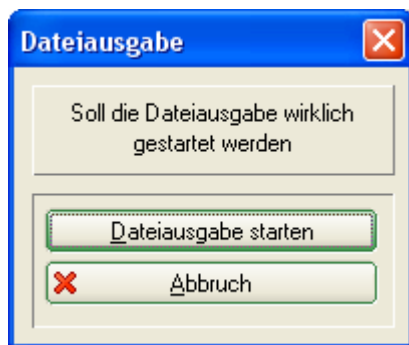 Dateiausgabe
Soll die Dateiausgabe wirklich
gestartet werden
Dateiausgabe starten
Abbruch